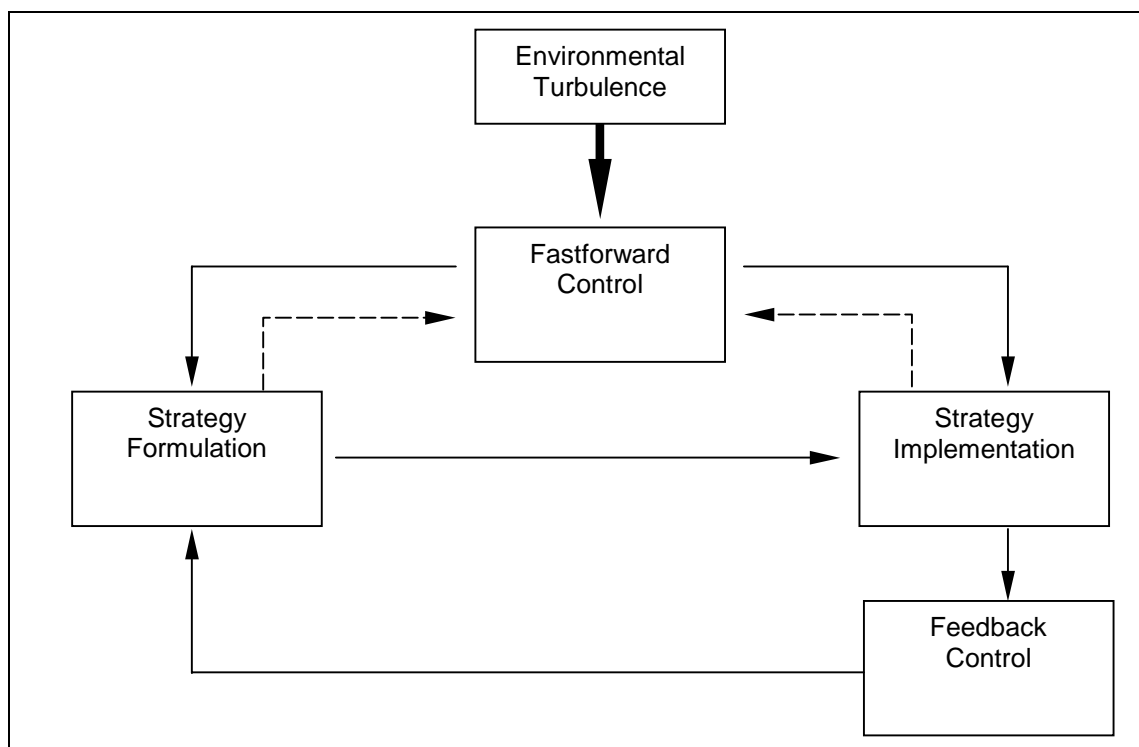 Environmental
Turbulence
Fastforward
Control
Strategy
Formulation
Strategy
Implementation
Feedback
Control